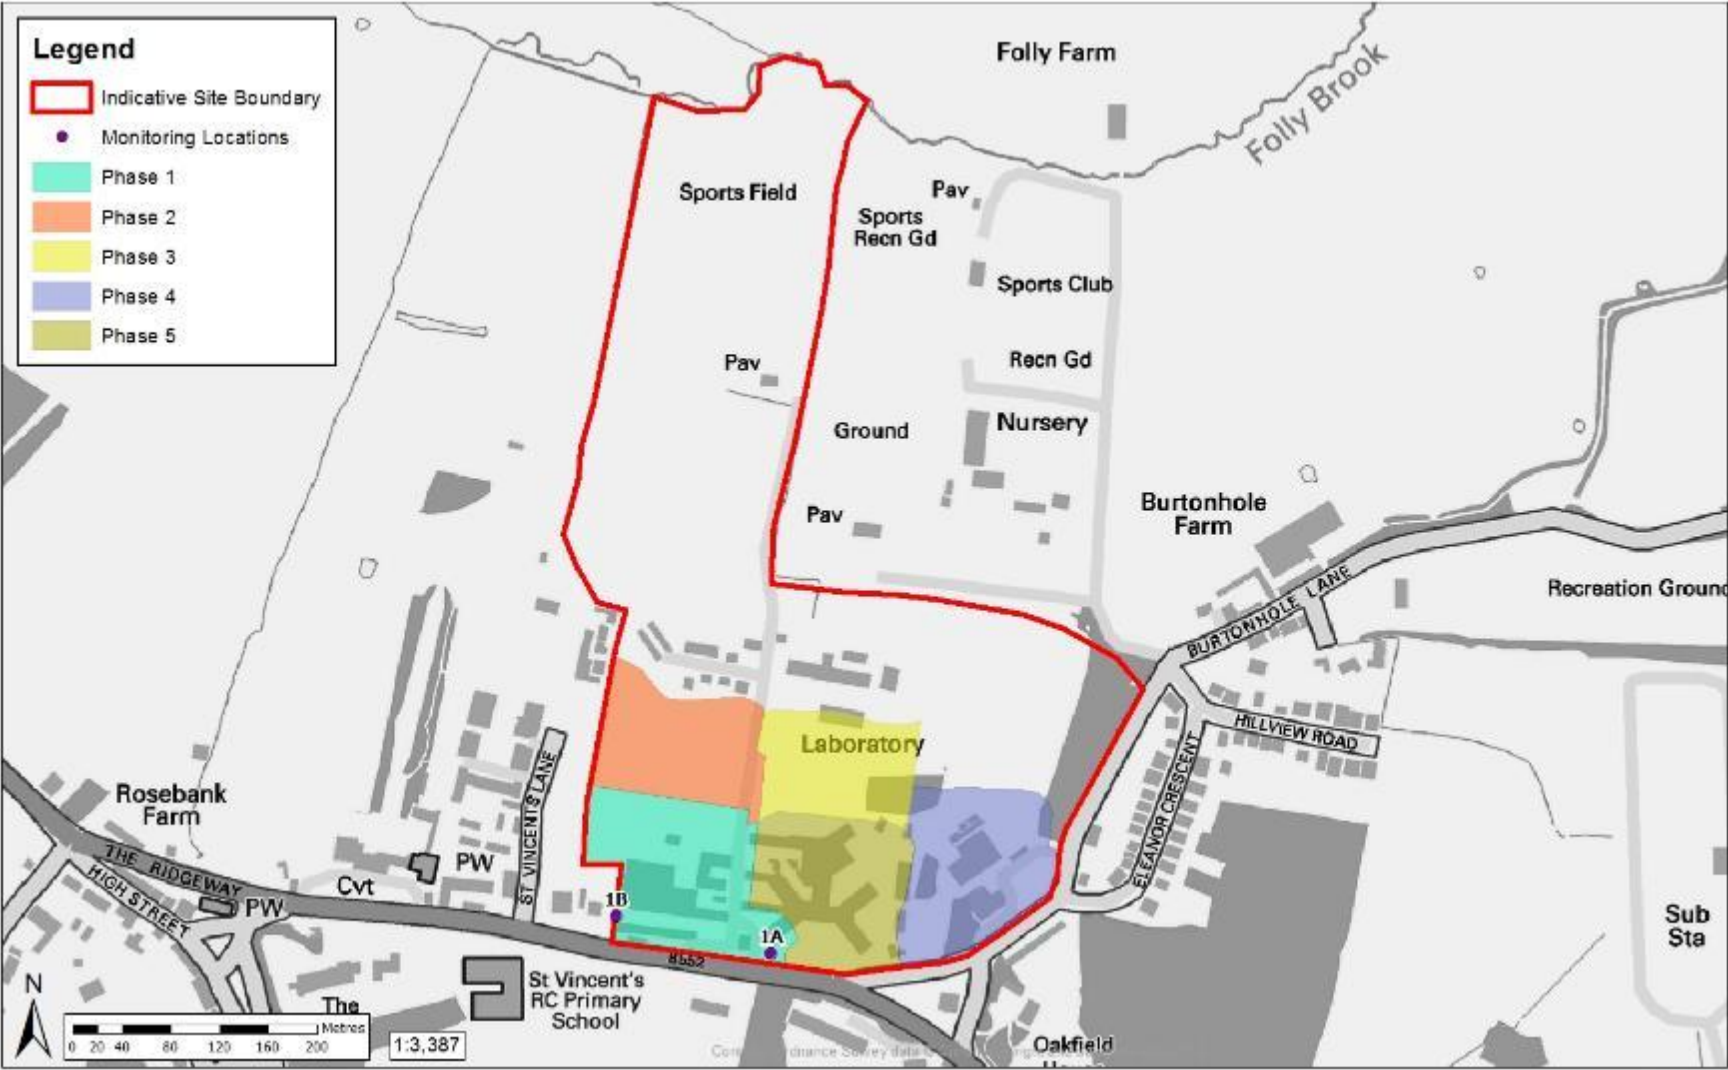 Legend
Indicative Site Boundary
Monitoring Locations
Phase 1
Phase 2
Phase 3
Phase 4
Phase 5
Folly Farm
Folly Brook
Sports Field
Pav
Sports
Recn Gd
Sports Club
Recn Gd
Pav
Ground
Nursery
Pav
Burtonhole
Farm
BURTONHOLE LANE
Recreation Ground
HILLVIEW ROAD
ELEANOR CRESCENT
Laboratory
Rosebank
Farm
THE RIDGEWAY
HIGH STREET
PW
Cvt
PW
ST VINCENT'S LANE
1B
1A
B552
St Vincent's
RC Primary
School
The
Sub
Sta
Oakfield
N
Metres
0 20 40 80 120 160 200
1:3,387